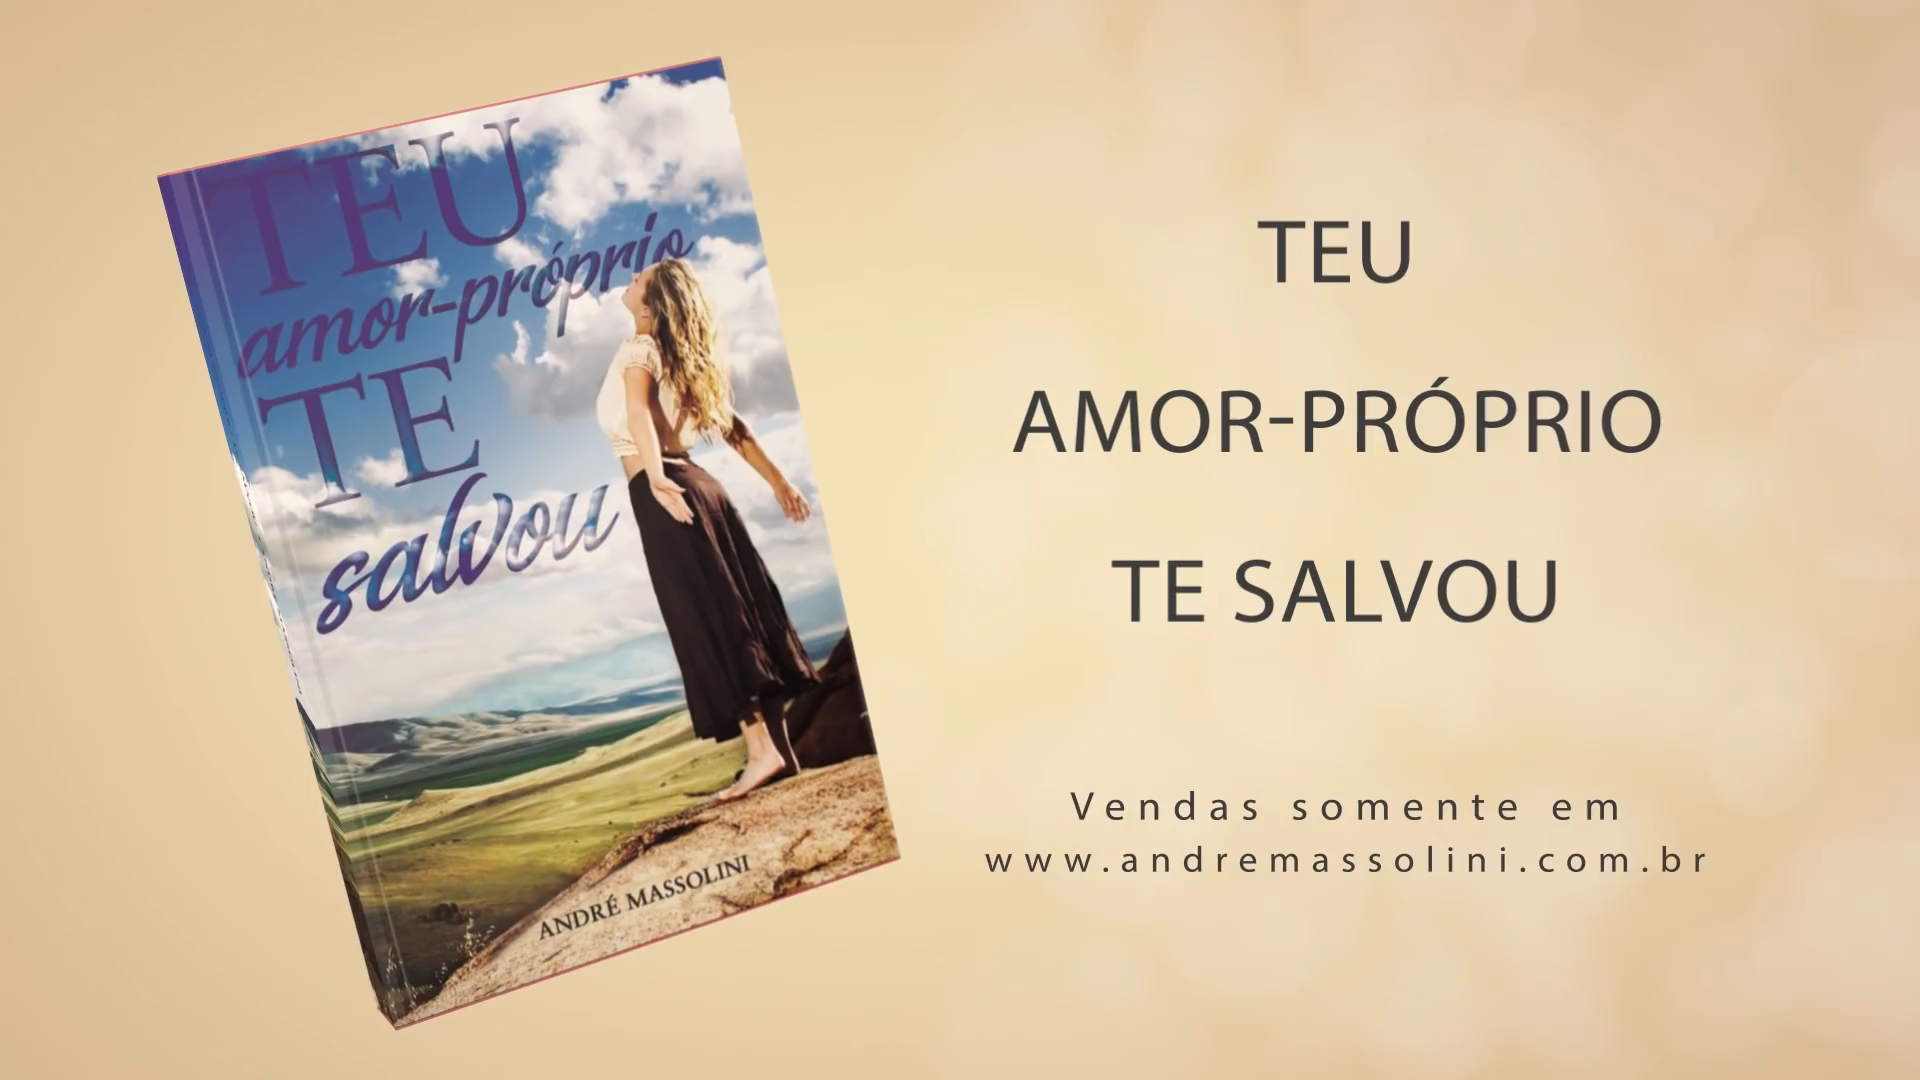 TEU
amor-próprio
TE
salvou
ANDRÉ MASSOLINI
TEU
AMOR-PRÓPRIO
TE SALVOU
Vendas somente em
www.andremassolini.com.br